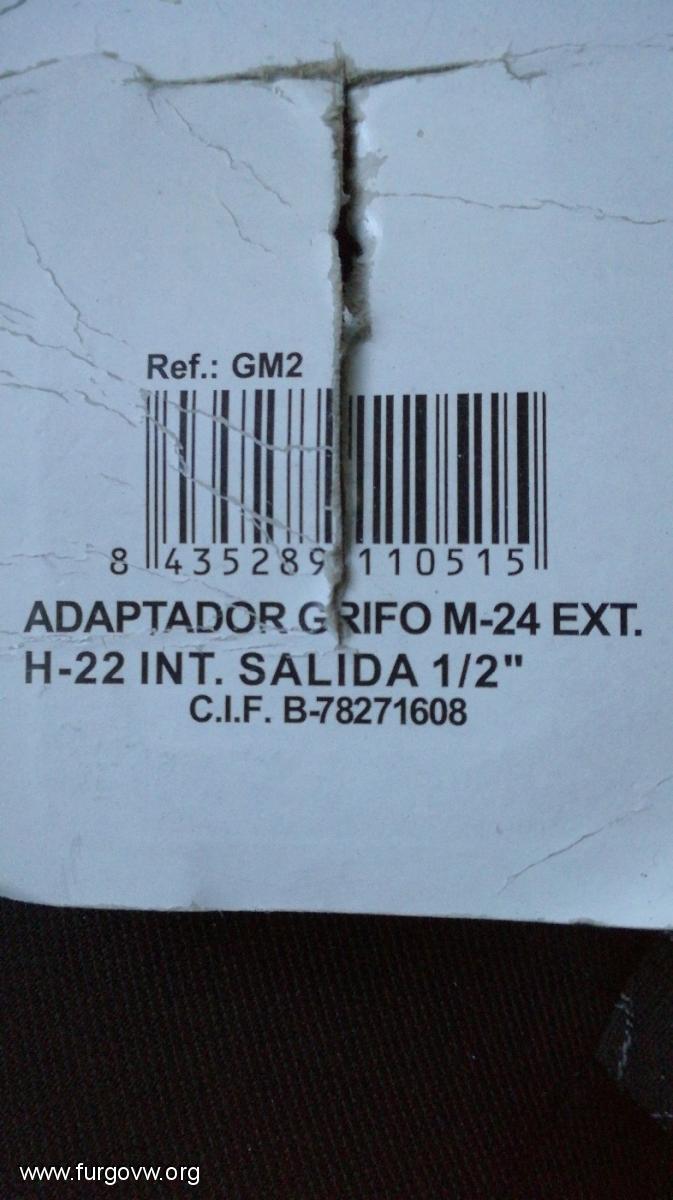 Ref.: GM2
8 435289 110515
ADAPTADOR GRIFO M-24 EXT.
H-22 INT. SALIDA 1/2"
C.I.F. B-78271608
www.furgovw.org